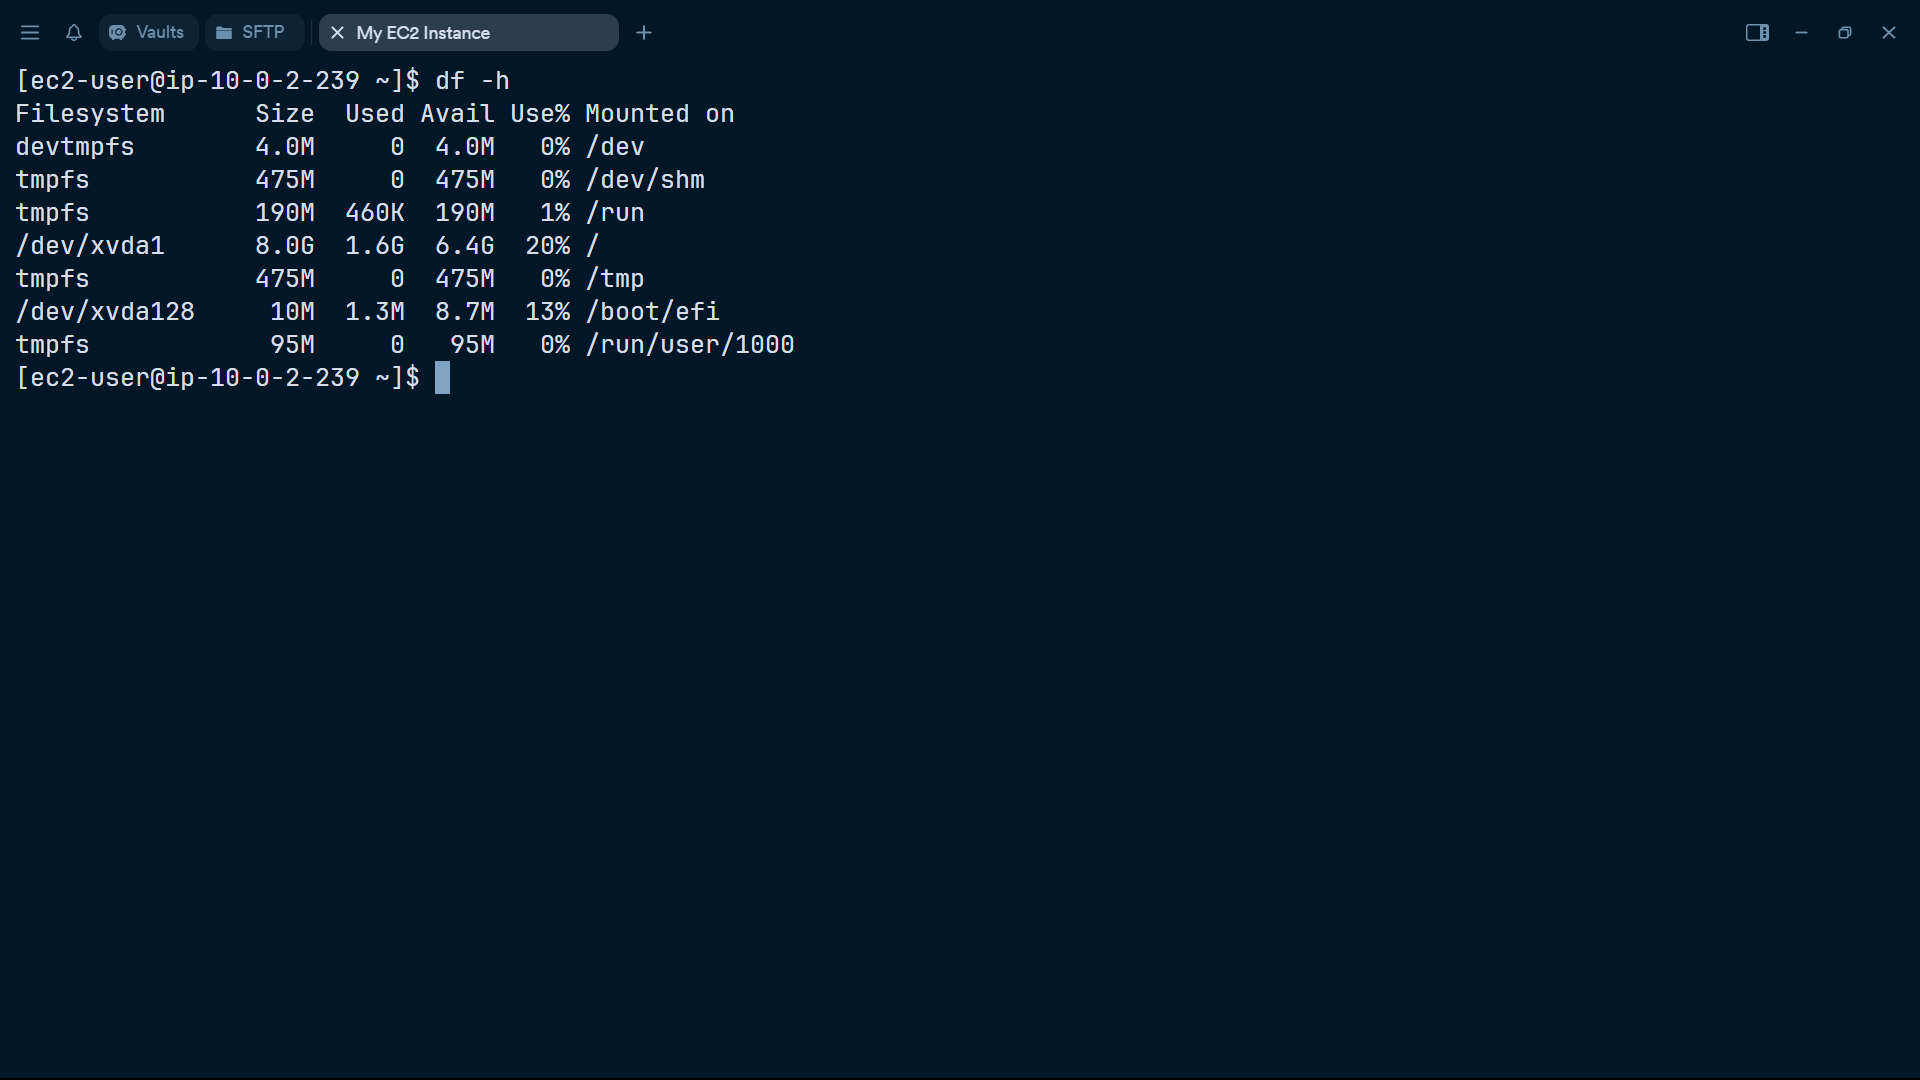 Vaults SFTP My EC2 Instance
[ec2-user@ip-10-0-2-239 ~]$ df -h
Filesystem      Size  Used Avail Use% Mounted on
devtmpfs        4.0M     0  4.0M   0% /dev
tmpfs           475M     0  475M   0% /dev/shm
tmpfs           190M  460K  190M   1% /run
/dev/xvda1      8.0G  1.6G  6.4G  20% /
tmpfs           475M     0  475M   0% /tmp
/dev/xvda128     10M  1.3M  8.7M  13% /boot/efi
tmpfs            95M     0   95M   0% /run/user/1000
[ec2-user@ip-10-0-2-239 ~]$